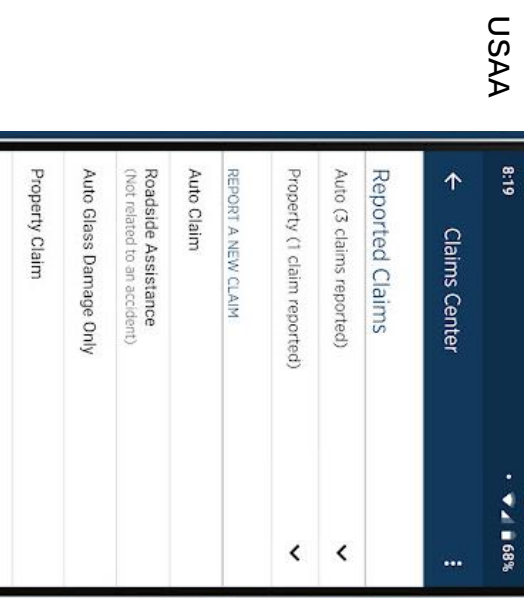 USAA
8:19
68%
Claims Center
Reported Claims
Auto (3 claims reported)
Property (1 claim reported)
REPORT A NEW CLAIM
Auto Claim
Roadside Assistance
(Not related to an accident)
Auto Glass Damage Only
Property Claim